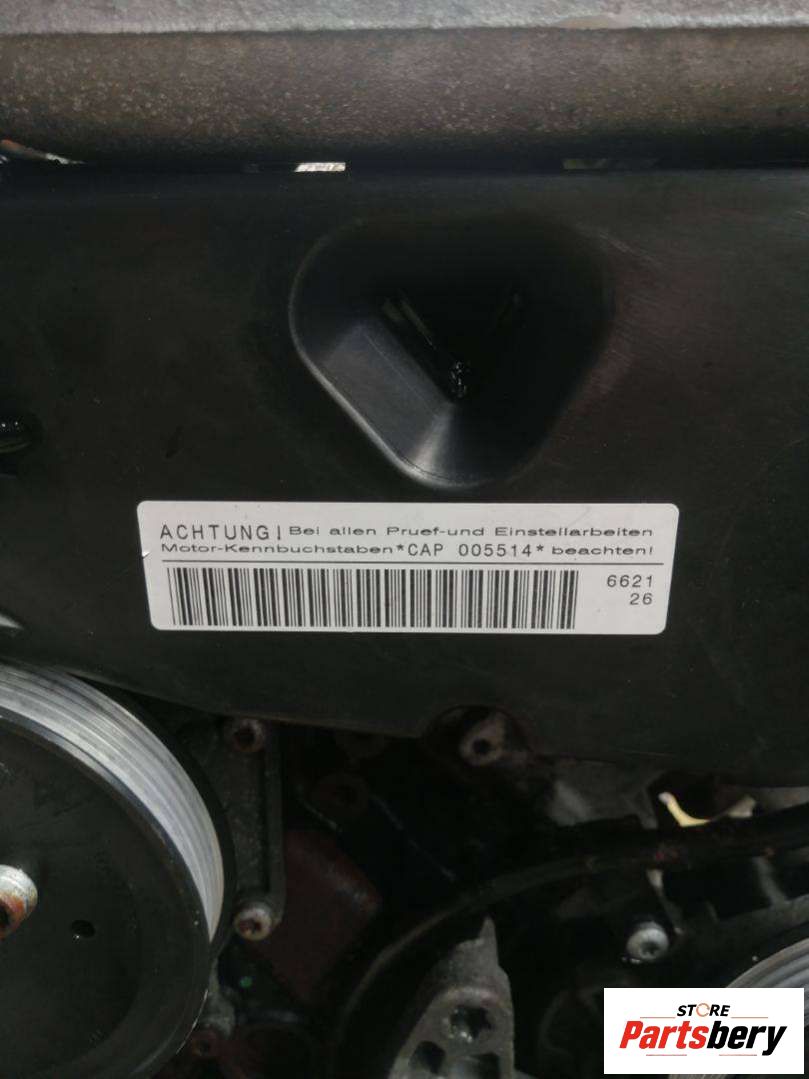 ACHTUNG! Bei allen Pruef-und Einstellarbeiten
Motor-Kennbuchstaben*CAP 005514* beachten!
6621
26
STORE
Partsbery